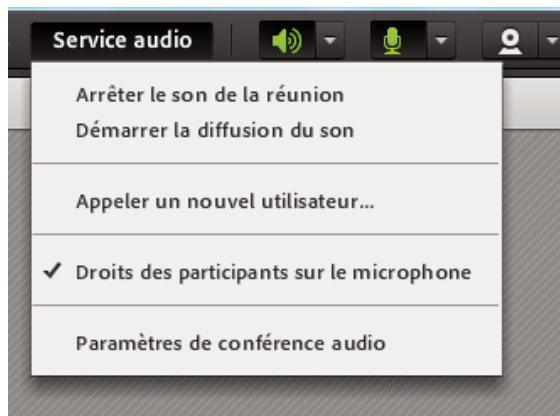 Service audio
Arrêter le son de la réunion
Démarrer la diffusion du son
Appeler un nouvel utilisateur...
Droits des participants sur le microphone
Paramètres de conférence audio